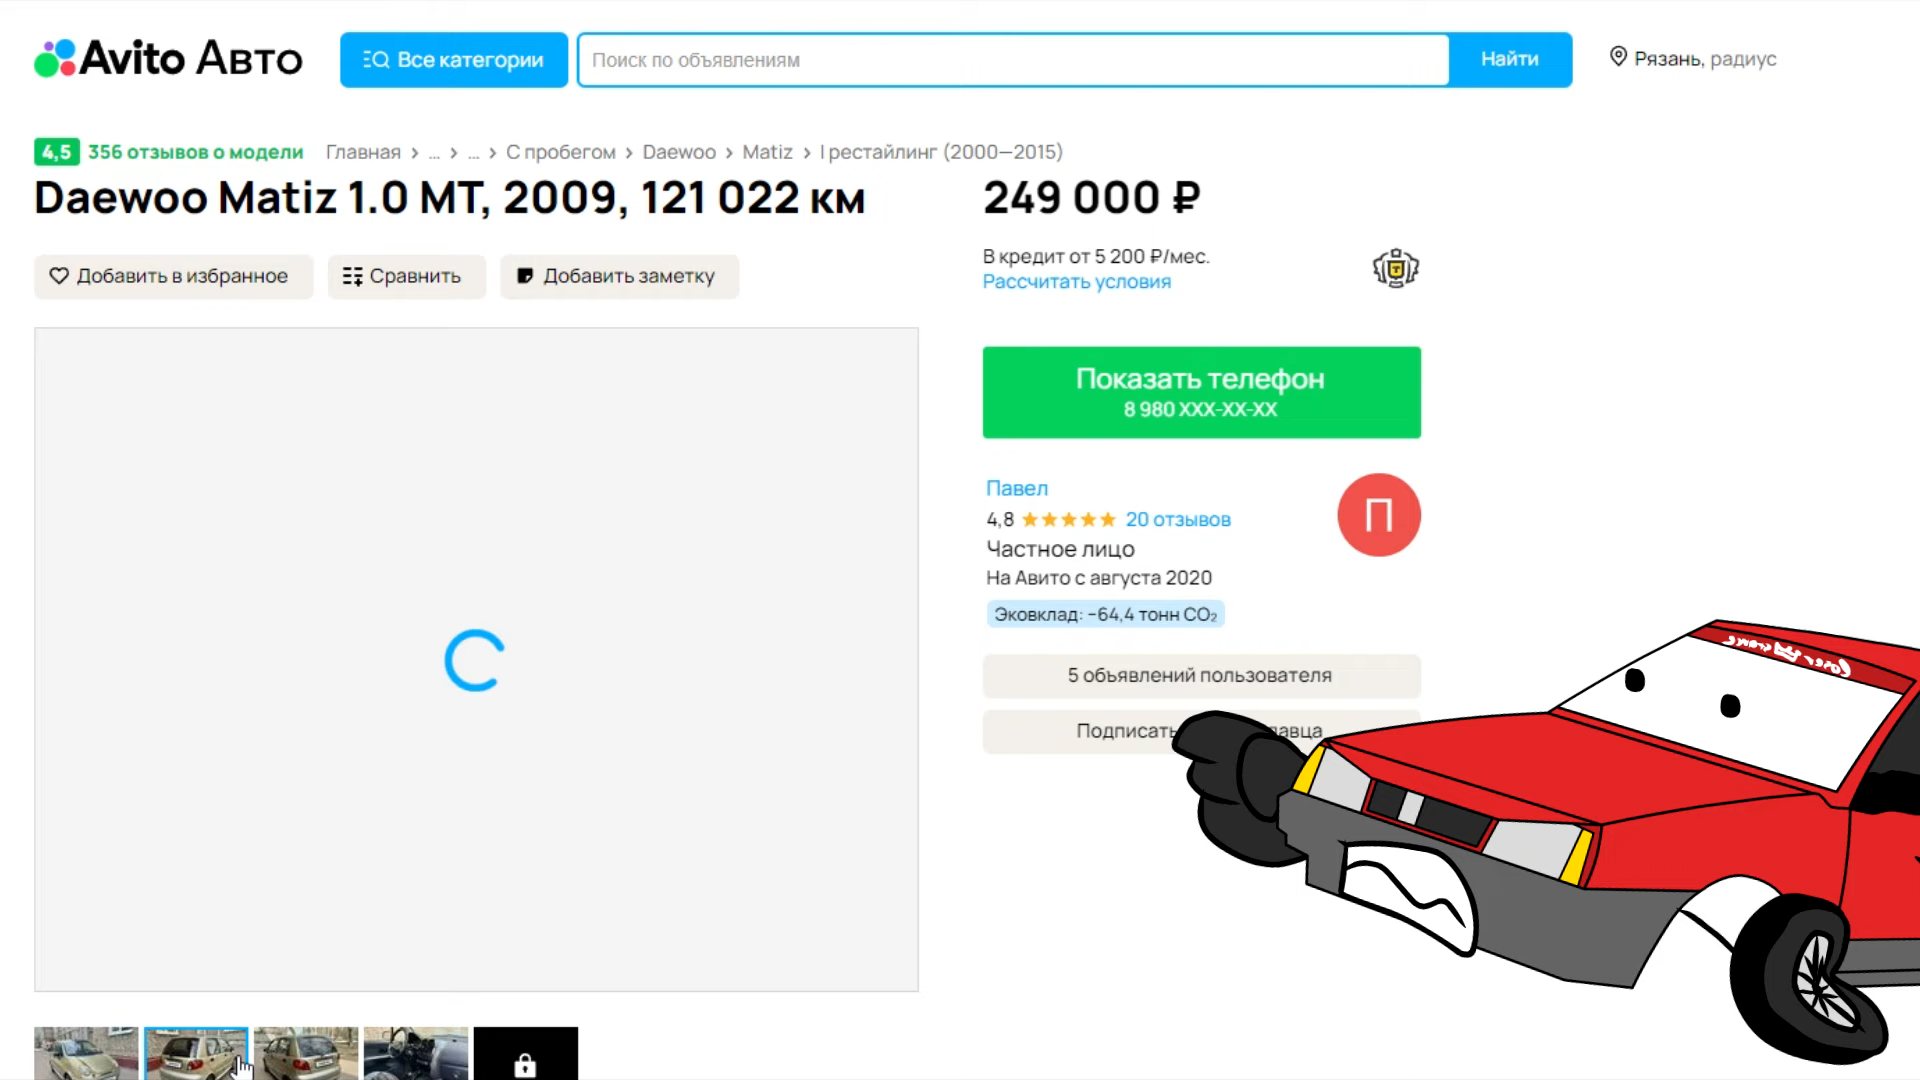 Avito Авто
Все категории
Поиск по объявлениям
Найти
Рязань, радиус
4,5 356 отзывов о модели
Главная › ... › ... › С пробегом › Daewoo › Matiz › I рестайлинг (2000—2015)
Daewoo Matiz 1.0 MT, 2009, 121 022 км
249 000 ₽
Добавить в избранное
Сравнить
Добавить заметку
В кредит от 5 200 ₽/мес.
Рассчитать условия
Т
Показать телефон
8 980 XXX-XX-XX
Павел
П
4,8 20 отзывов
Частное лицо
На Авито с августа 2020
Эковклад: −64,4 тонн CO₂
5 объявлений пользователя